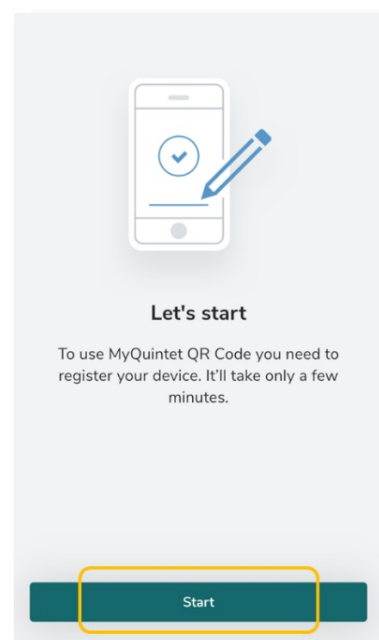 Let's start
To use MyQuintet QR Code you need to
register your device. It'll take only a few
minutes.
Start